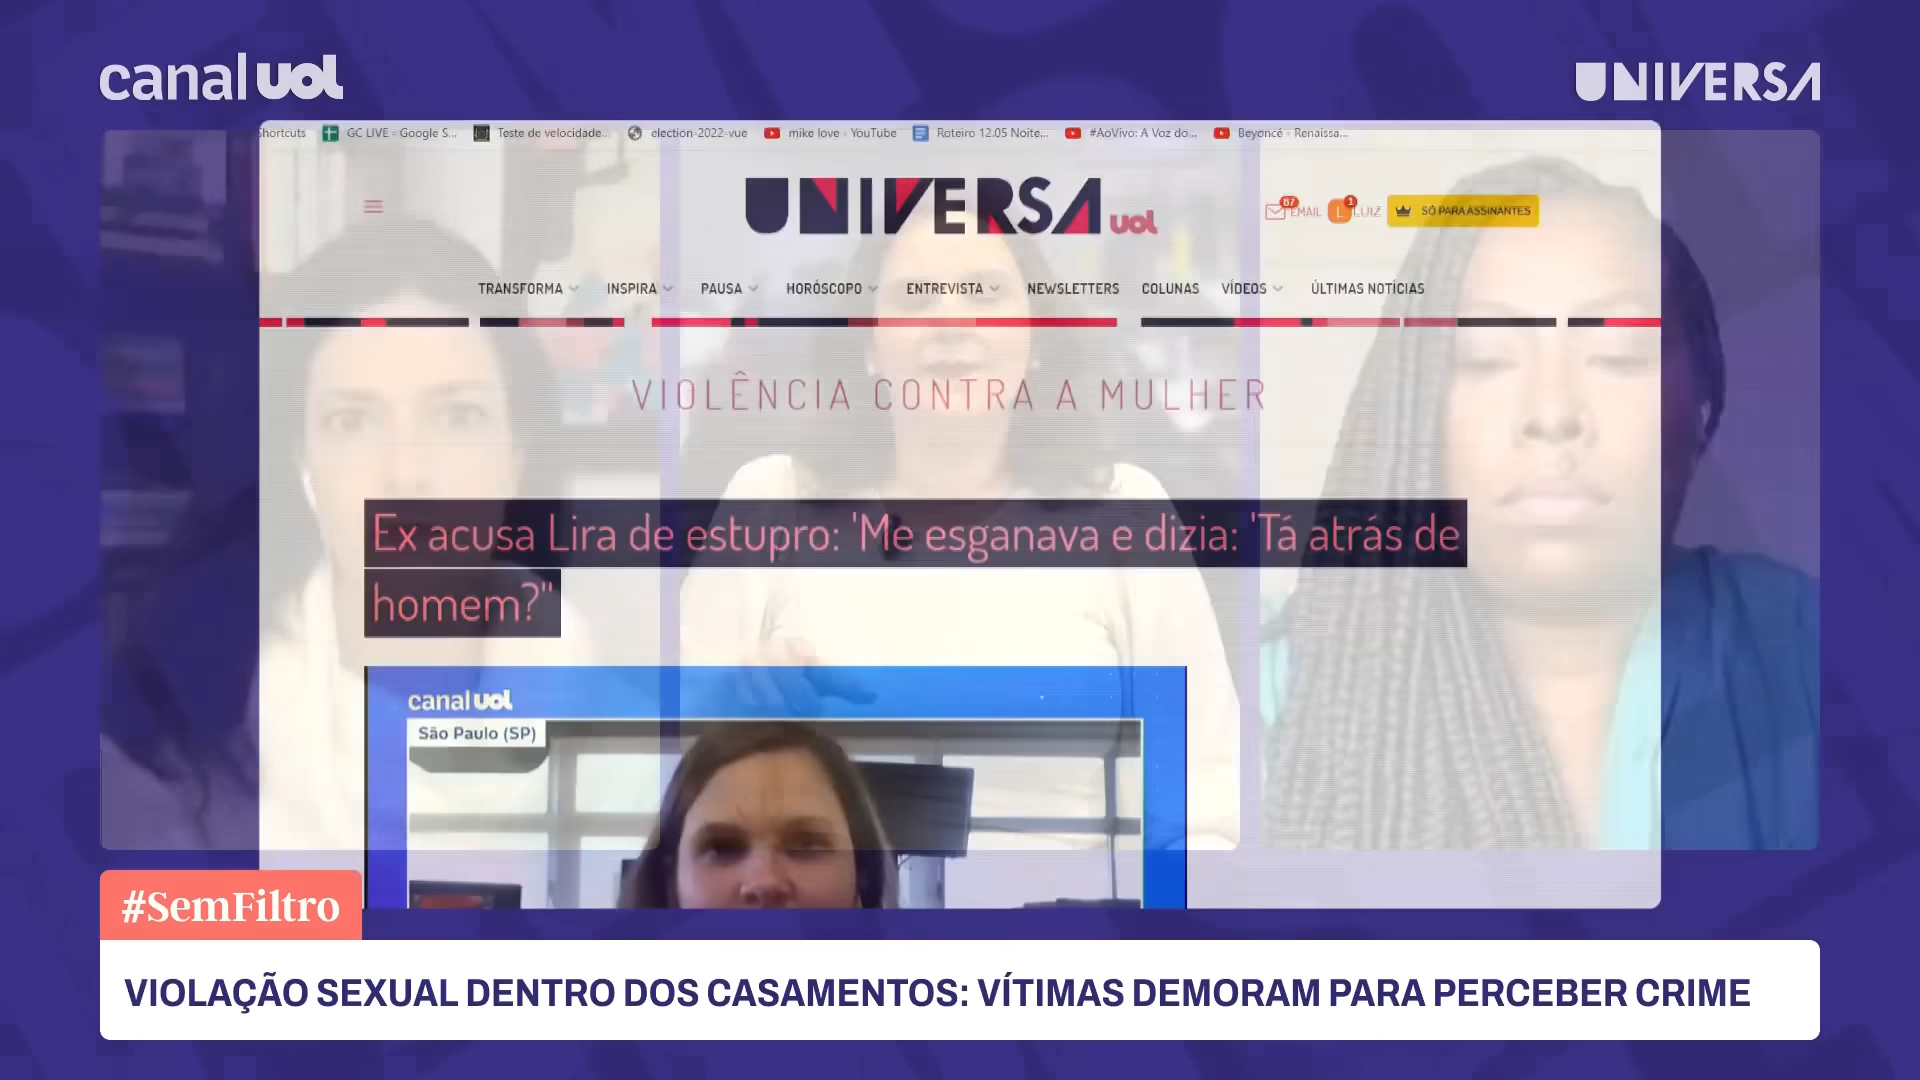 canal uol
UNIVERSA
Shortcuts GC LIVE - Google S... Teste de velocidade... election-2022-vue mike love - YouTube Roteiro 12.05 Noite... #AoVivo: A Voz do... Beyoncé - Renaissa...
UNIVERSA uol
87 EMAIL L 1 LUIZ SÓ PARA ASSINANTES
TRANSFORMA INSPIRA PAUSA HORÓSCOPO ENTREVISTA NEWSLETTERS COLUNAS VÍDEOS ÚLTIMAS NOTÍCIAS
VIOLÊNCIA CONTRA A MULHER
Ex acusa Lira de estupro: 'Me esganava e dizia: 'Tá atrás de
homem?"
canal uol
São Paulo (SP)
#SemFiltro
VIOLAÇÃO SEXUAL DENTRO DOS CASAMENTOS: VÍTIMAS DEMORAM PARA PERCEBER CRIME